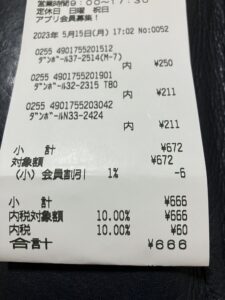 営業時間9:00~17:30
定休日 日曜 祝日
アプリ会員募集!
2023年 5月15日(月) 17:02 No:0052
0255 4901755201512
ダンボール37-2514(M-7)
内 ¥250
0255 4901755201901
ダンボール32-2315 T80
内 ¥211
0255 4901755203042
ダンボールN33-2424
内 ¥211
小 計 ¥672
対象額 ¥672
(小)会員割引 1% -6
小 計 ¥666
内税対象額 10.00% ¥666
内税 10.00% ¥60
合計 ¥666